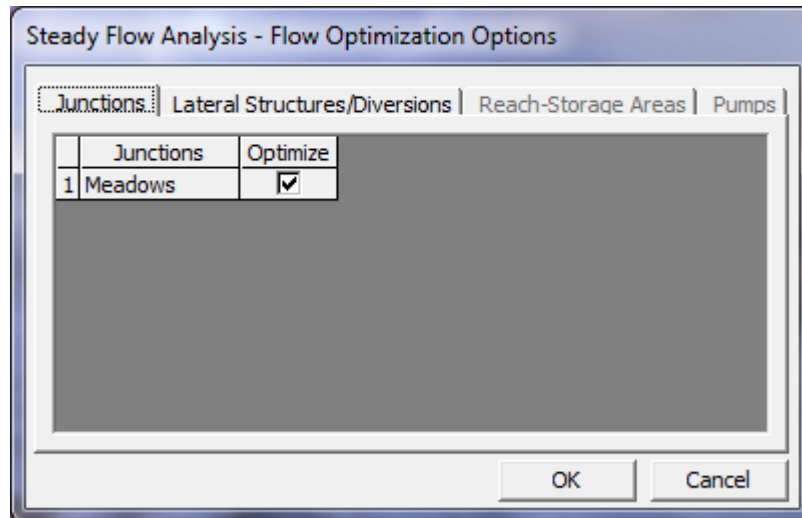 Steady Flow Analysis - Flow Optimization Options
Junctions Lateral Structures/Diversions Reach-Storage Areas Pumps
Junctions Optimize
1 Meadows
OK Cancel